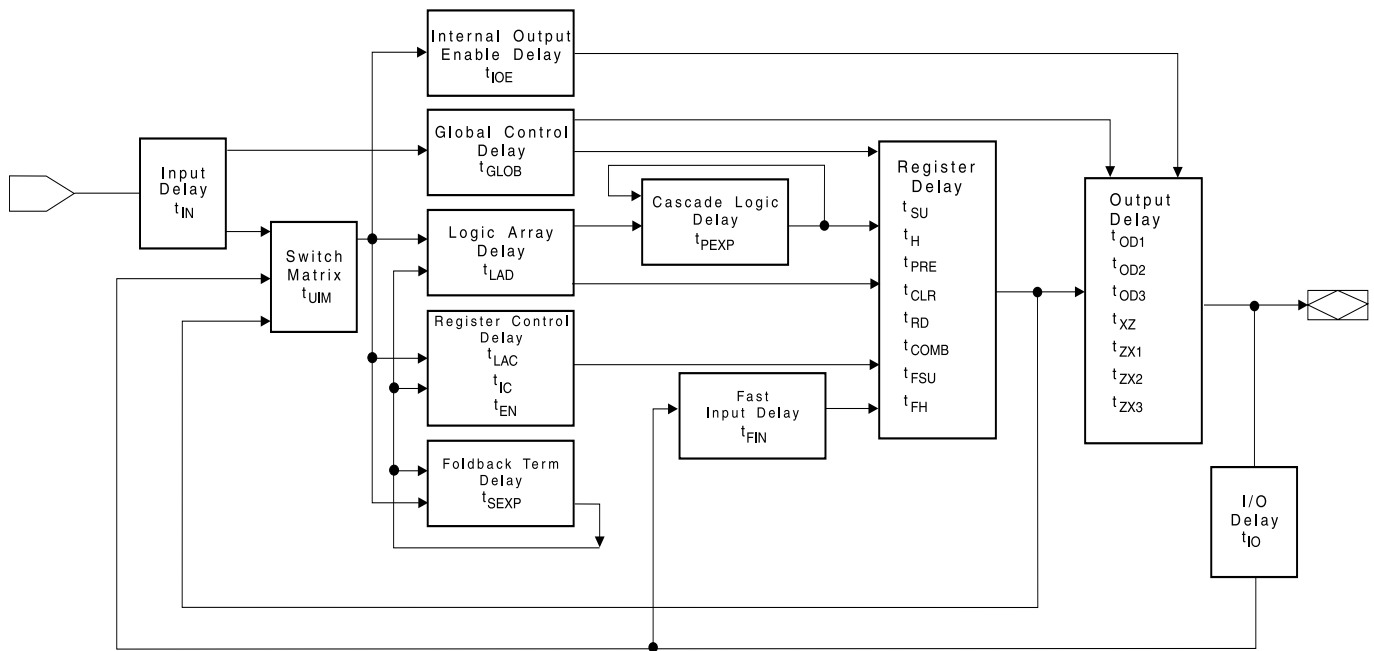 Internal Output
Enable Delay
tIOE
Global Control
Delay
tGLOB
Input
Delay
tIN
Switch
Matrix
tUIM
Logic Array
Delay
tLAD
Cascade Logic
Delay
tPEXP
Register Control
Delay
tLAC
tIC
tEN
Foldback Term
Delay
tSEXP
Fast
Input Delay
tFIN
Register
Delay
tSU
tH
tPRE
tCLR
tRD
tCOMB
tFSU
tFH
Output
Delay
tOD1
tOD2
tOD3
tXZ
tZX1
tZX2
tZX3
I/O
Delay
tIO